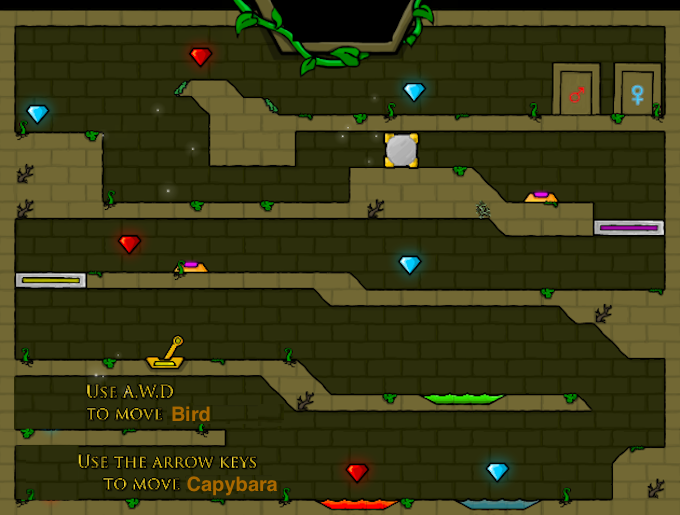 Use A,W,D
to move Bird
Use the arrow keys
to move Capybara